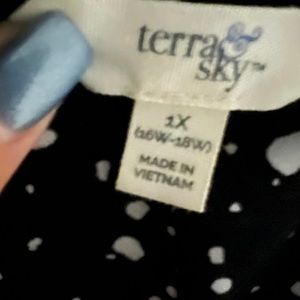 terra &
sky™
1X
(16W-18W)
MADE IN
VIETNAM